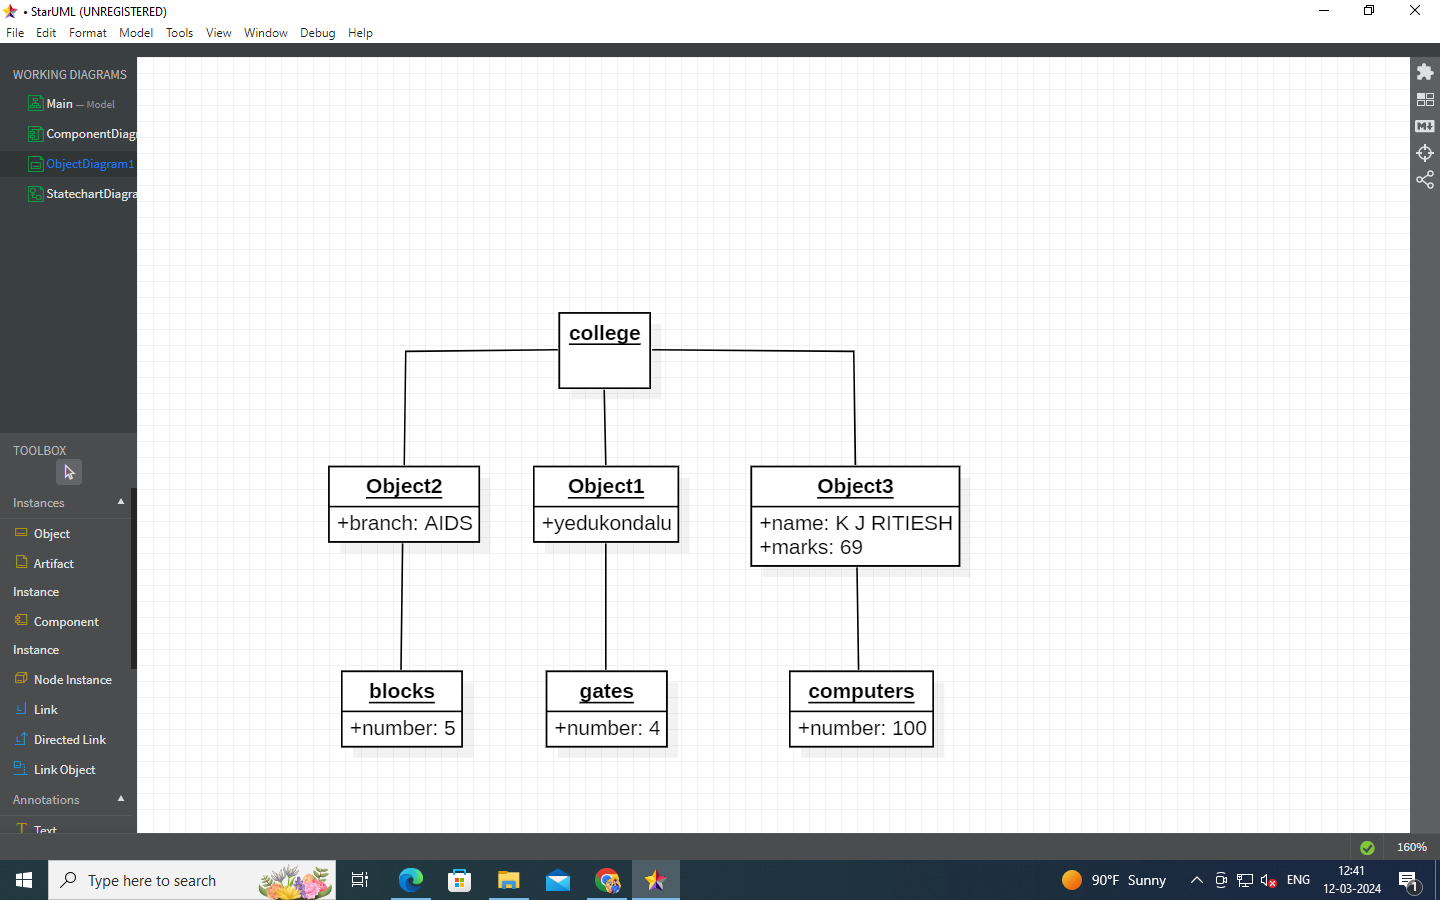 • StarUML (UNREGISTERED)
File Edit Format Model Tools View Window Debug Help
WORKING DIAGRAMS
Main — Model
ComponentDiagr
ObjectDiagram1
StatechartDiagra
TOOLBOX
Instances
Object
Artifact
Instance
Component
Instance
Node Instance
Link
Directed Link
Link Object
Annotations
Text
college
Object2
+branch: AIDS
Object1
+yedukondalu
Object3
+name: K J RITIESH
+marks: 69
blocks
+number: 5
gates
+number: 4
computers
+number: 100
M
160%
Type here to search
90°F Sunny
ENG
12:41
12-03-2024
1